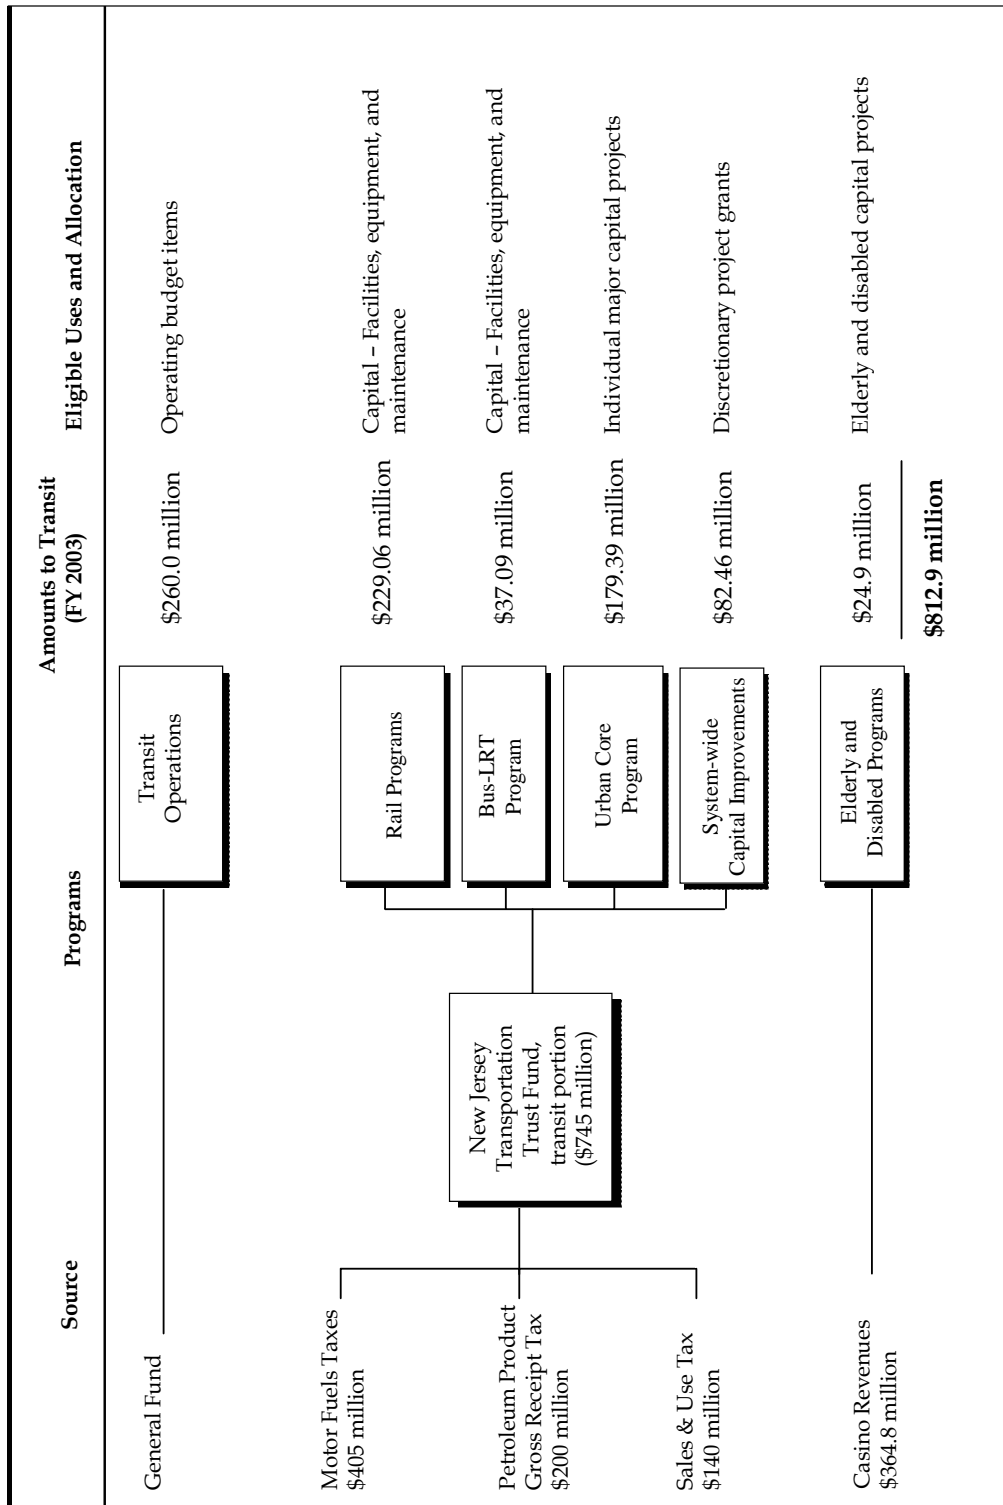 Source
Programs
Amounts to Transit
(FY 2003)
Eligible Uses and Allocation
General Fund
Transit
Operations
$260.0 million
Operating budget items
Motor Fuels Taxes
$405 million
Petroleum Product
Gross Receipt Tax
$200 million
Sales & Use Tax
$140 million
New Jersey
Transportation
Trust Fund,
transit portion
($745 million)
Rail Programs
$229.06 million
Capital – Facilities, equipment, and
maintenance
Bus-LRT
Program
$37.09 million
Capital – Facilities, equipment, and
maintenance
Urban Core
Program
$179.39 million
Individual major capital projects
System-wide
Capital Improvements
$82.46 million
Discretionary project grants
Casino Revenues
$364.8 million
Elderly and
Disabled Programs
$24.9 million
Elderly and disabled capital projects
$812.9 million